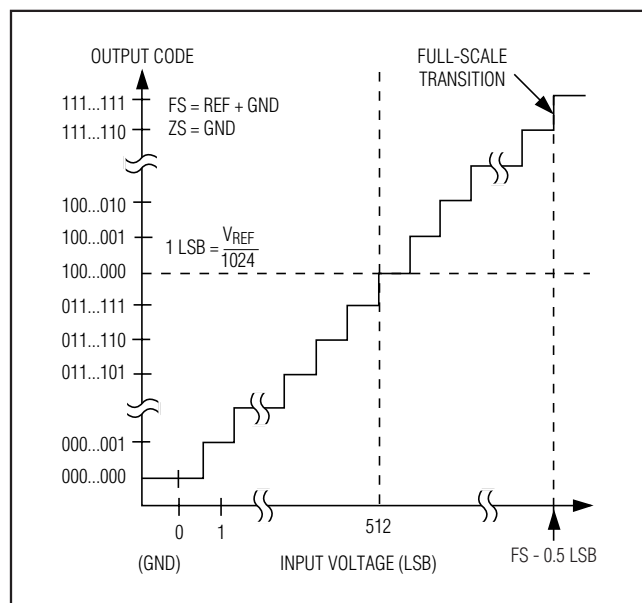 OUTPUT CODE
FULL-SCALE
TRANSITION
111...111
FS = REF + GND
111...110
ZS = GND
100...010
100...001
1 LSB = VREF
1024
100...000
011...111
011...110
011...101
000...001
000...000
0
1
512
(GND)
INPUT VOLTAGE (LSB)
FS - 0.5 LSB